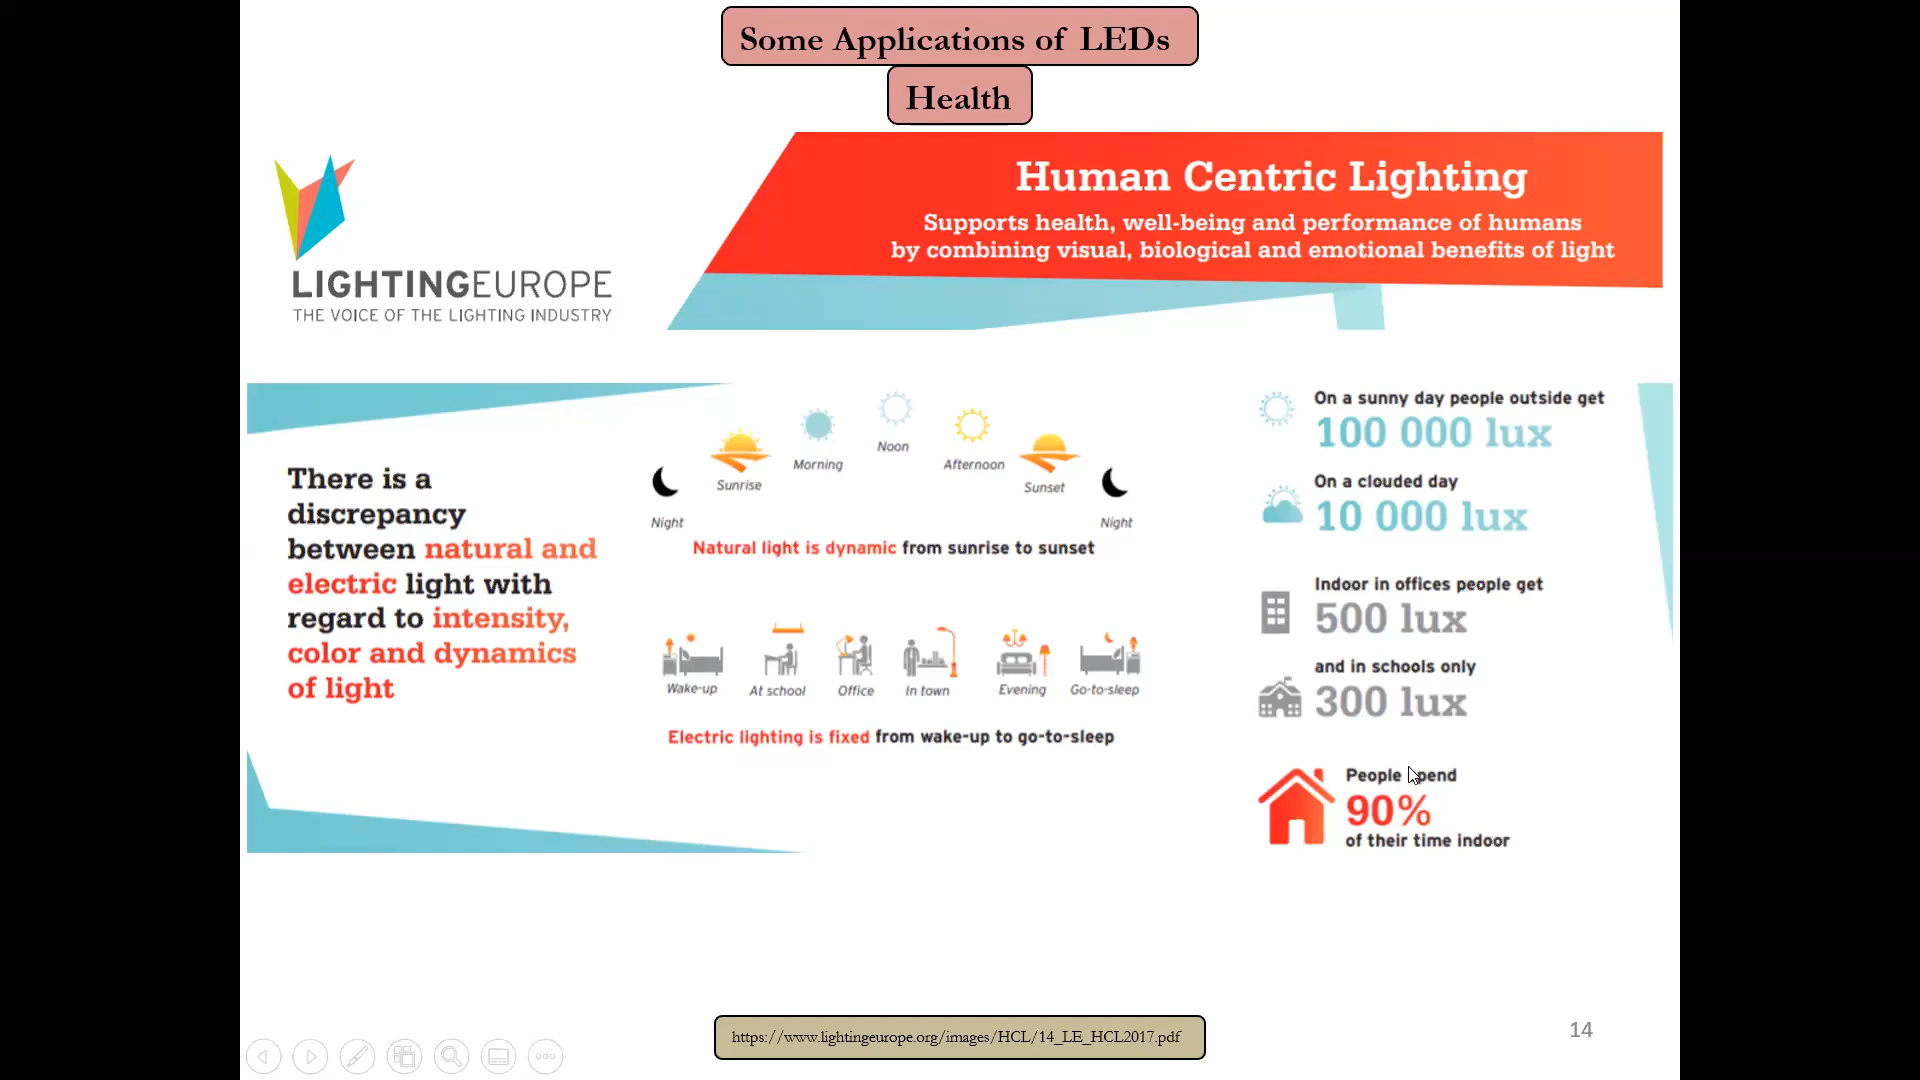 Some Applications of LEDs
Health
LIGHTINGEUROPE
THE VOICE OF THE LIGHTING INDUSTRY
Human Centric Lighting
Supports health, well-being and performance of humans
by combining visual, biological and emotional benefits of light
There is a
discrepancy
between natural and
electric light with
regard to intensity,
color and dynamics
of light
Night
Sunrise
Morning
Noon
Afternoon
Sunset
Night
Natural light is dynamic from sunrise to sunset
Wake-up
At school
Office
In town
Evening
Go-to-sleep
Electric lighting is fixed from wake-up to go-to-sleep
On a sunny day people outside get
100 000 lux
On a clouded day
10 000 lux
Indoor in offices people get
500 lux
and in schools only
300 lux
People spend
90%
of their time indoor
https://www.lightingeurope.org/images/HCL/14_LE_HCL2017.pdf
14